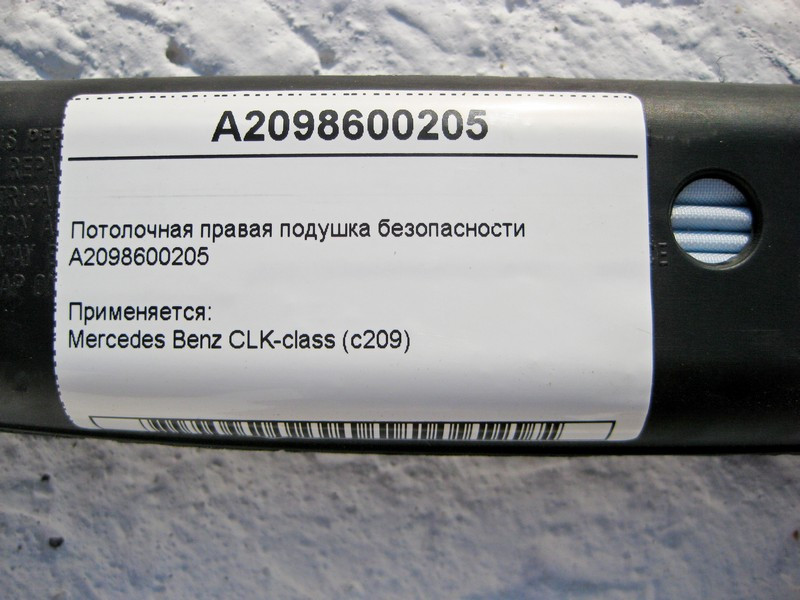 A2098600205
Потолочная правая подушка безопасности
A2098600205
Применяется:
Mercedes Benz CLK-class (c209)